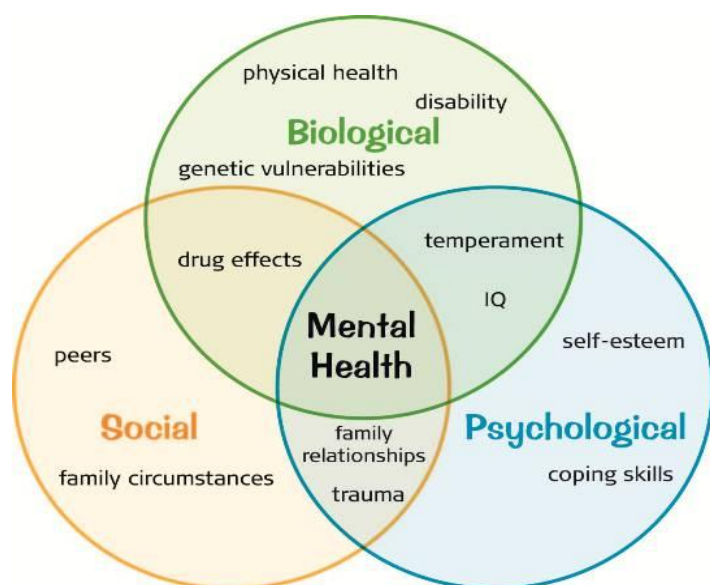 physical health
disability
Biological
genetic vulnerabilities
drug effects
temperament
IQ
Mental
Health
peers
self-esteem
Social
family
relationships
Psychological
family circumstances
trauma
coping skills